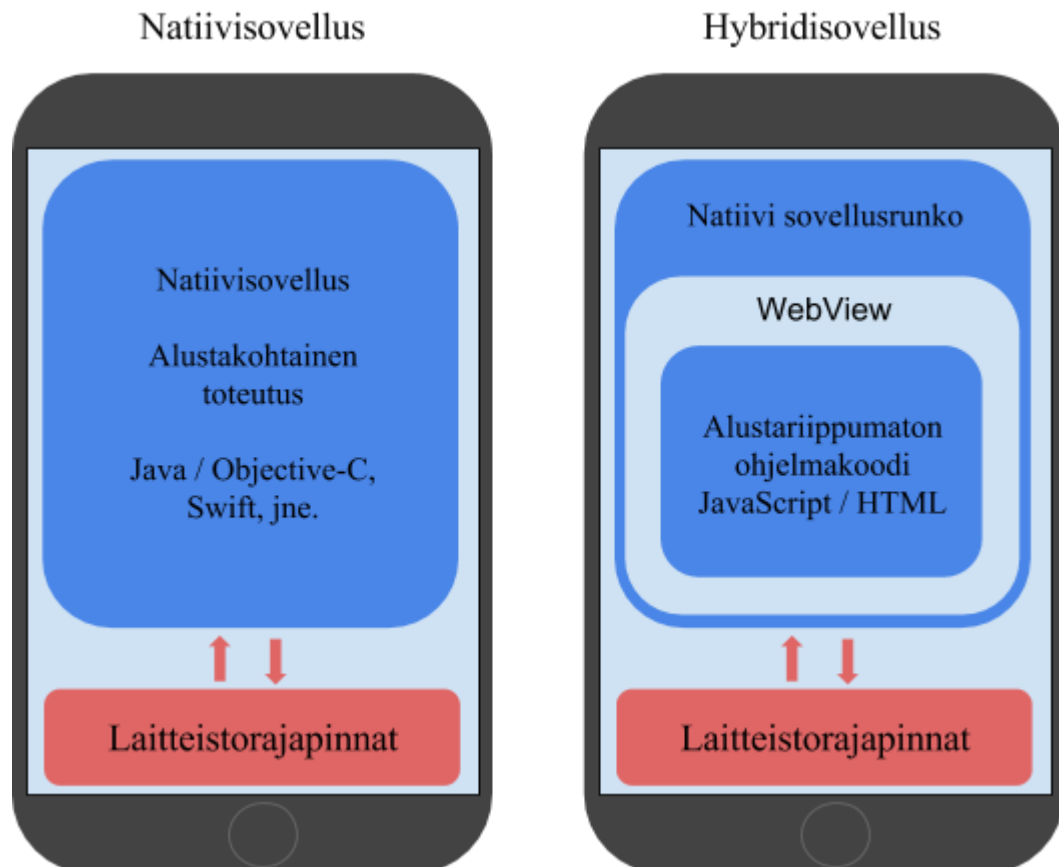 Natiivisovellus
Natiivisovellus
Alustakohtainen
toteutus
Java / Objective-C,
Swift, jne.
Laitteistorajapinnat
Hybridisovellus
Natiivi sovellusrunko
WebView
Alustariippumaton
ohjelmakoodi
JavaScript / HTML
Laitteistorajapinnat